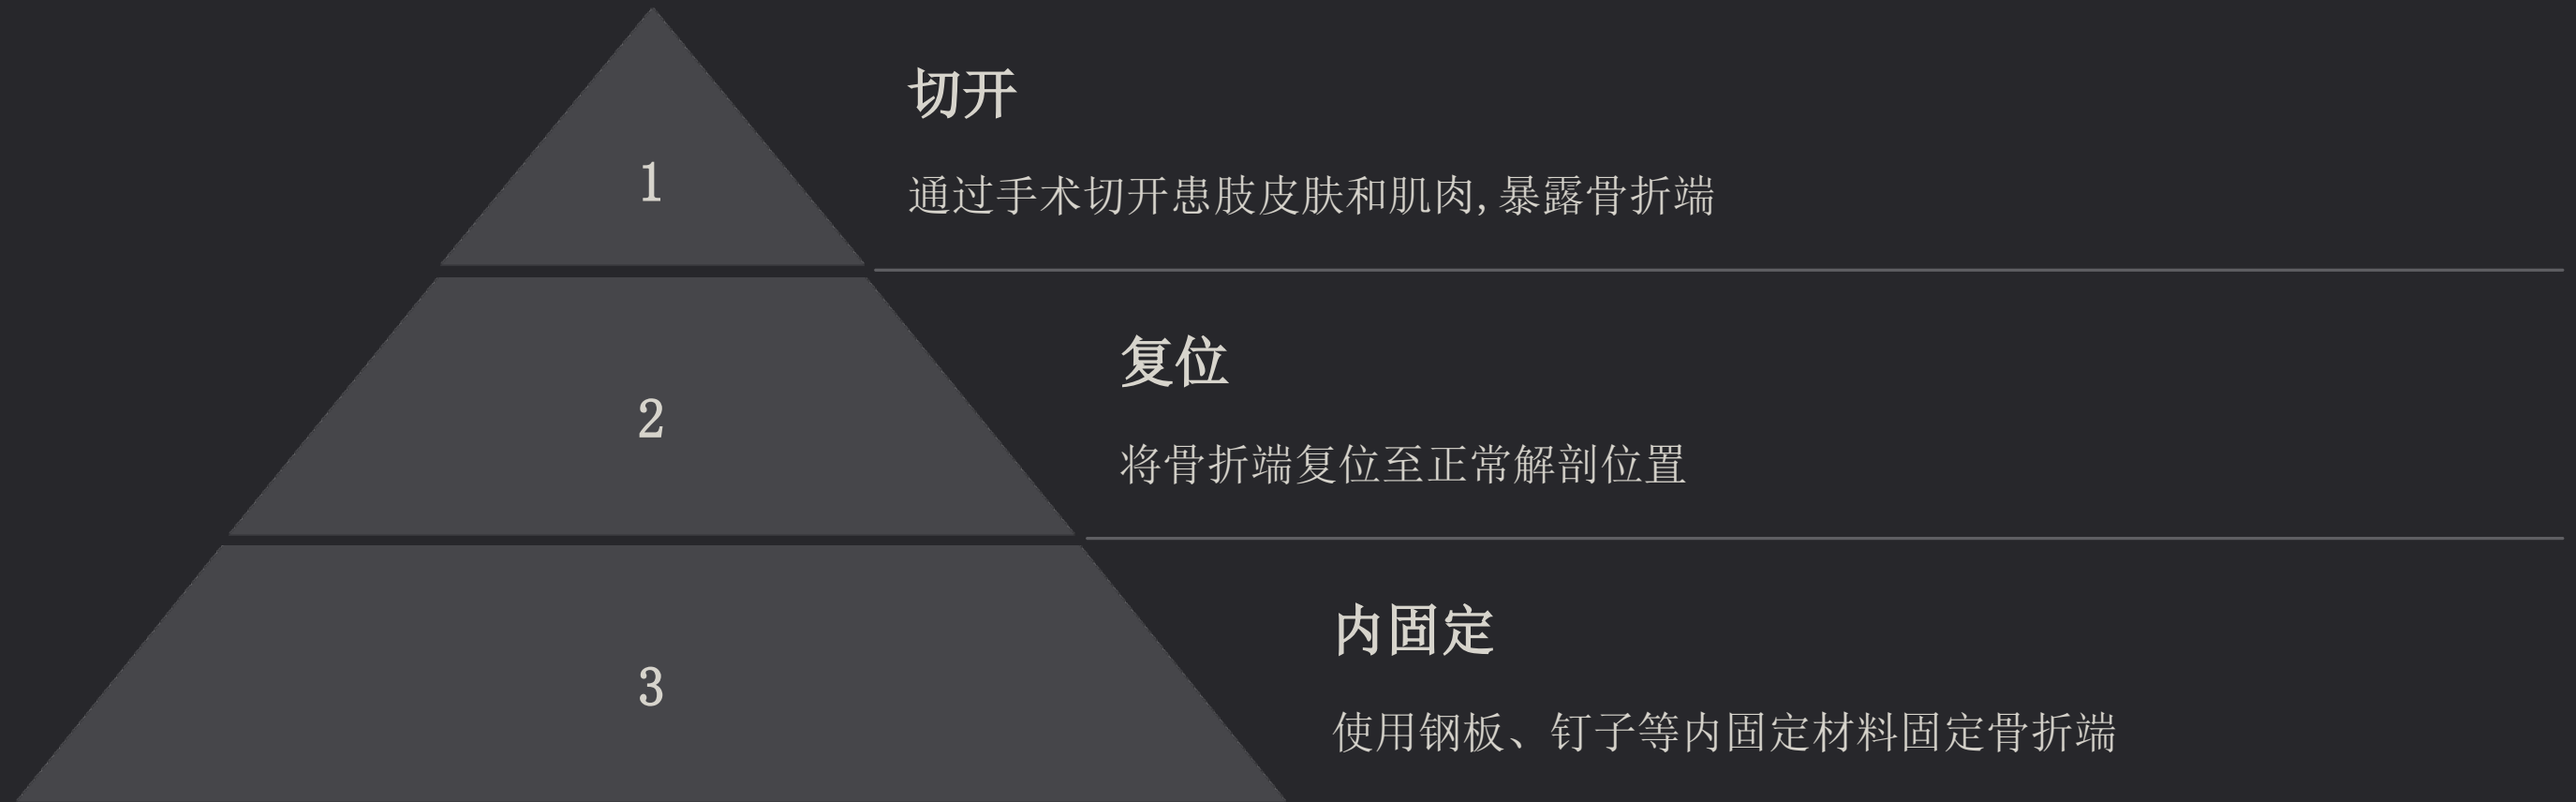 1
切开
通过手术切开患肢皮肤和肌肉,暴露骨折端
2
复位
将骨折端复位至正常解剖位置
3
内固定
使用钢板、钉子等内固定材料固定骨折端